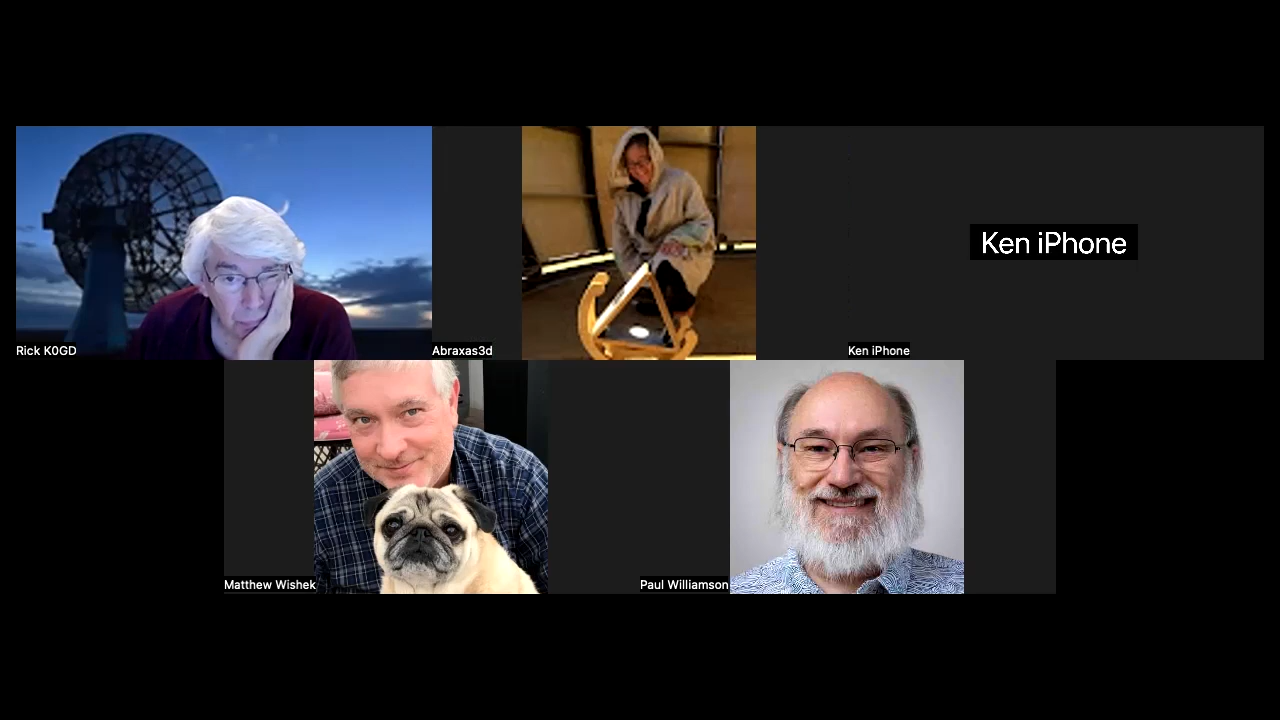 Ken iPhone
Rick K0GD
Abraxas3d
Ken iPhone
Matthew Wishek
Paul Williamson